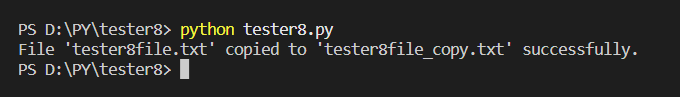 PS D:\PY\tester8> python tester8.py
File 'tester8file.txt' copied to 'tester8file_copy.txt' successfully.
PS D:\PY\tester8>